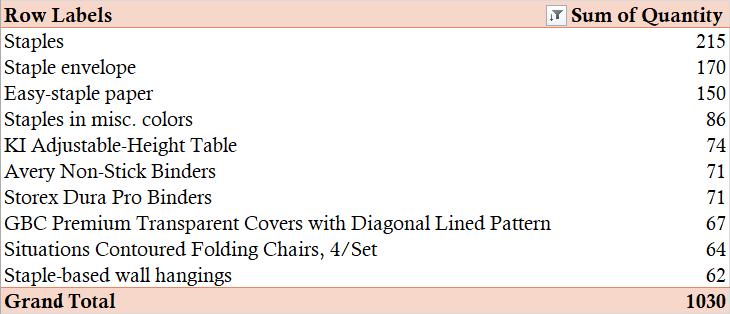 Row Labels Sum of Quantity
Staples 215
Staple envelope 170
Easy-staple paper 150
Staples in misc. colors 86
KI Adjustable-Height Table 74
Avery Non-Stick Binders 71
Storex Dura Pro Binders 71
GBC Premium Transparent Covers with Diagonal Lined Pattern 67
Situations Contoured Folding Chairs, 4/Set 64
Staple-based wall hangings 62
Grand Total 1030